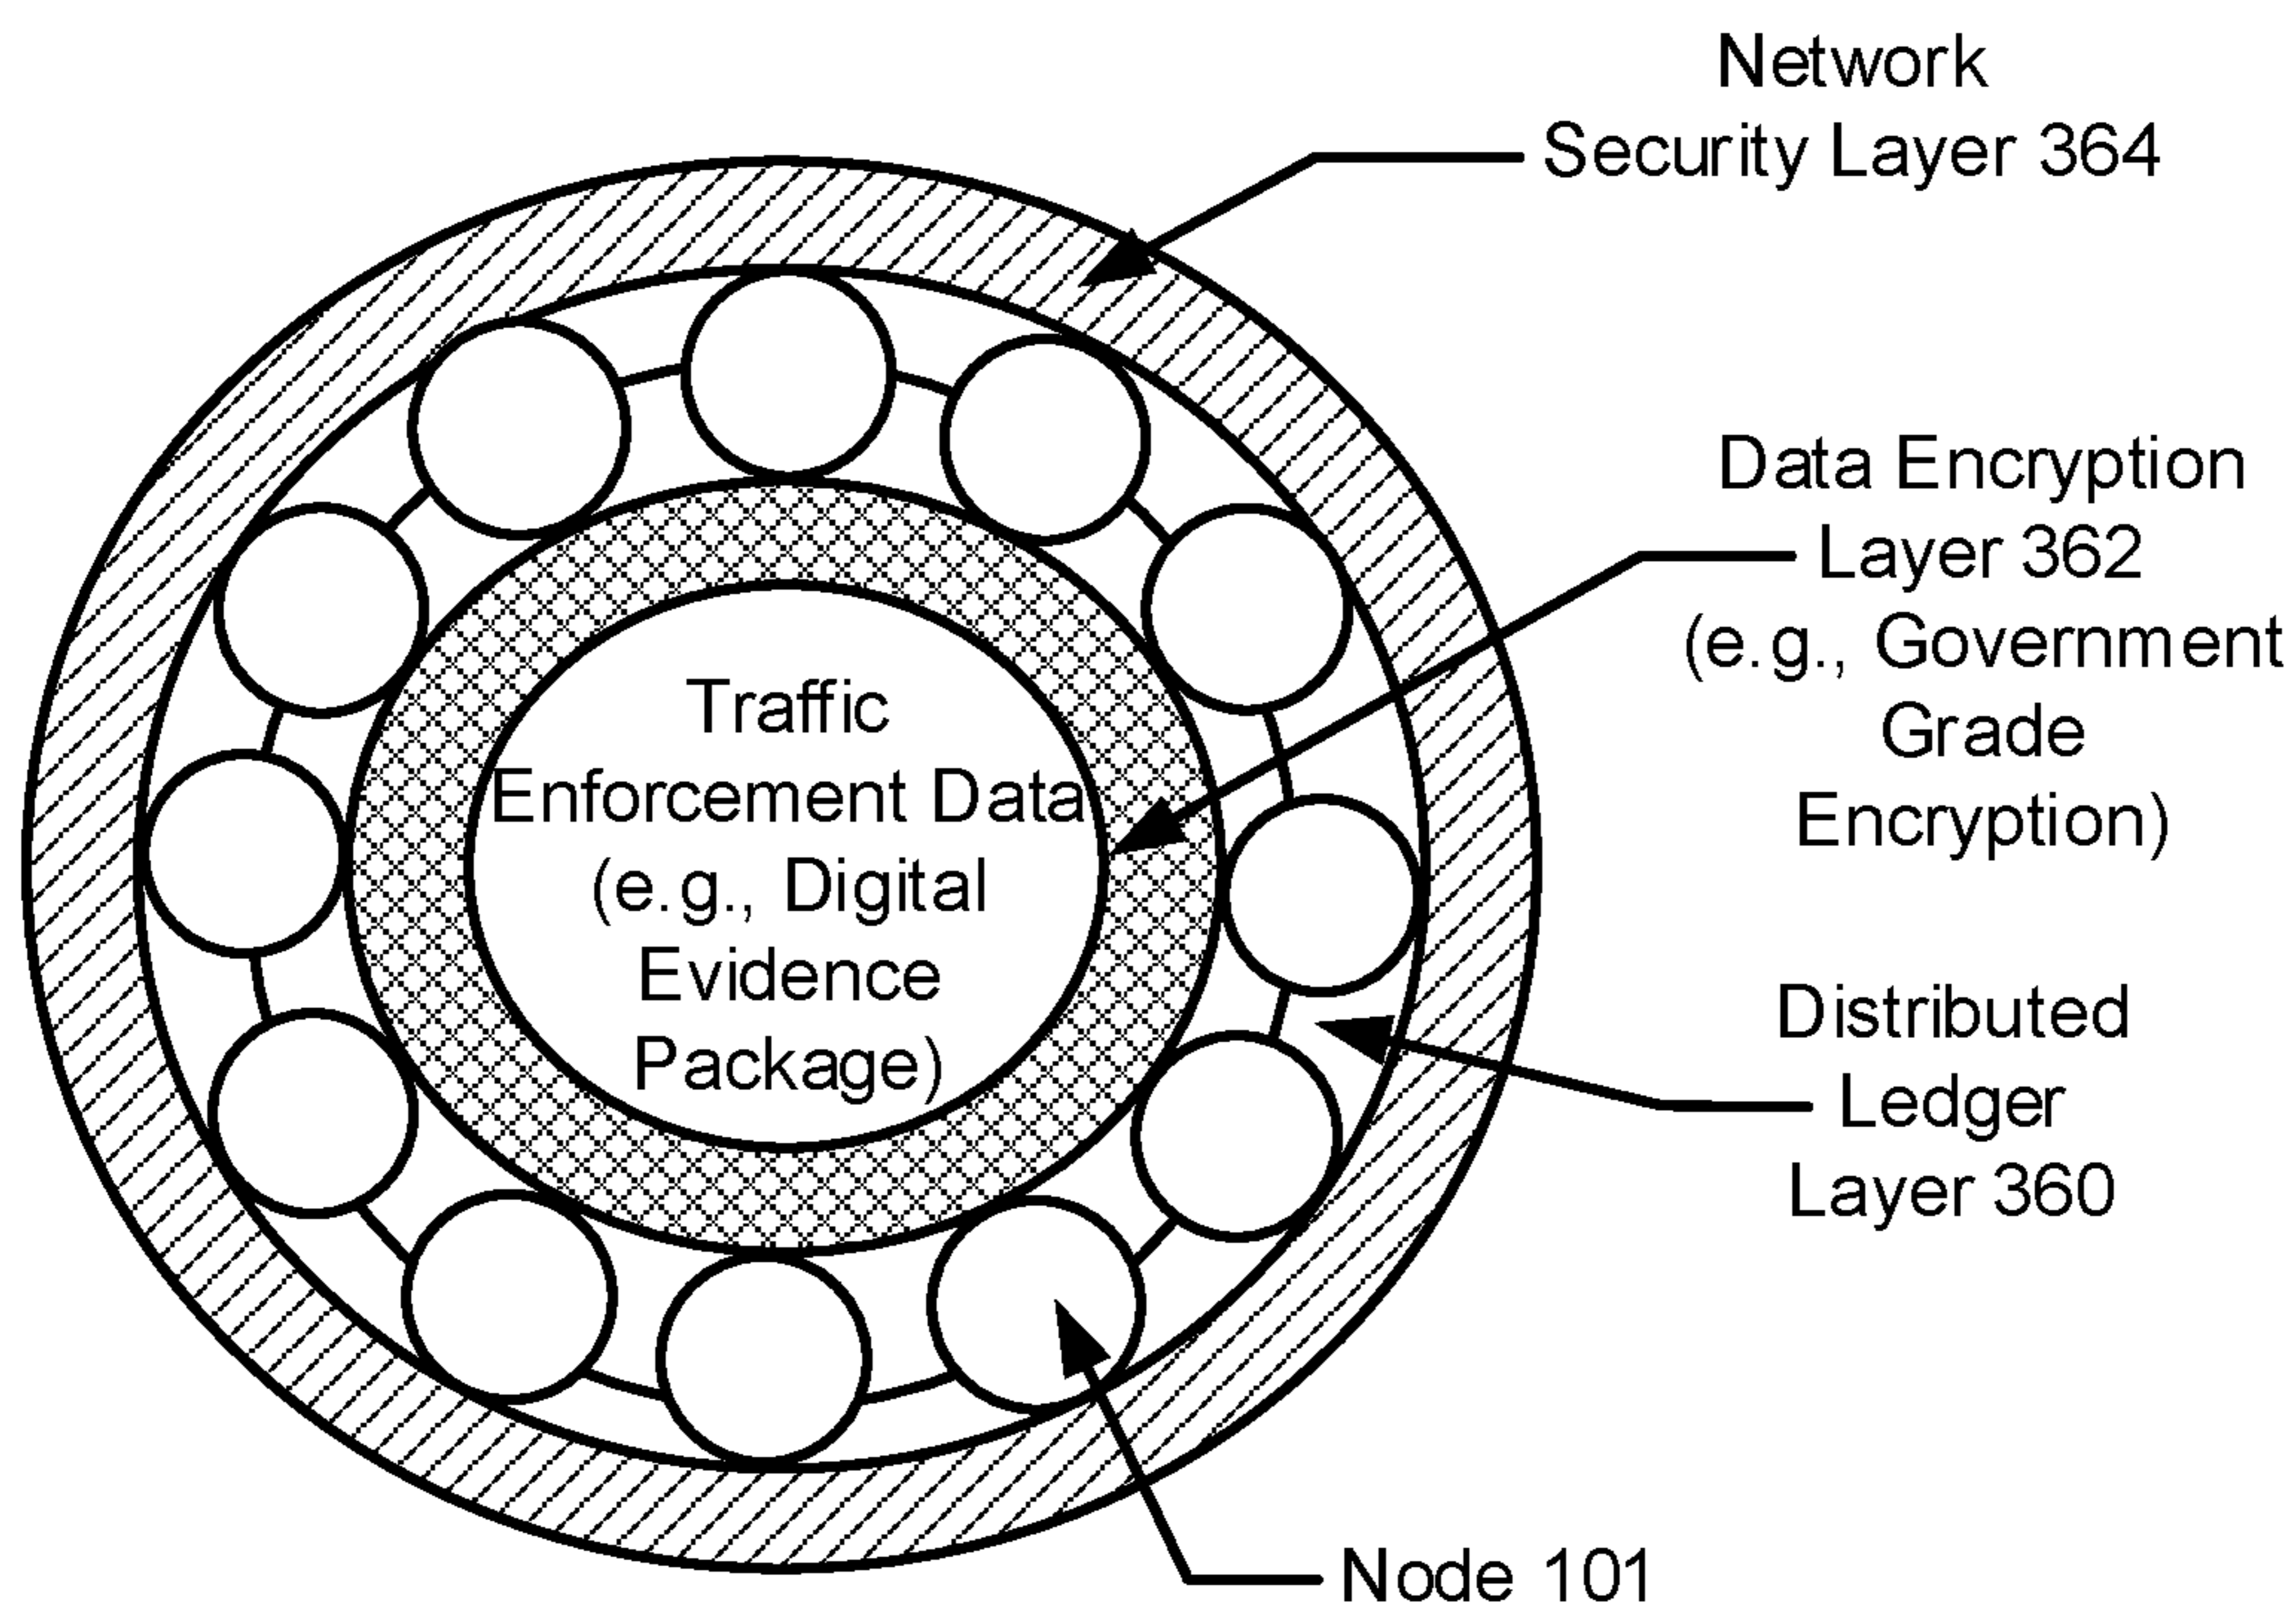 Network
Security Layer 364
Data Encryption
Layer 362
(e.g., Government
Grade
Encryption)
Traffic
Enforcement Data
(e.g., Digital
Evidence
Package)
Distributed
Ledger
Layer 360
Node 101